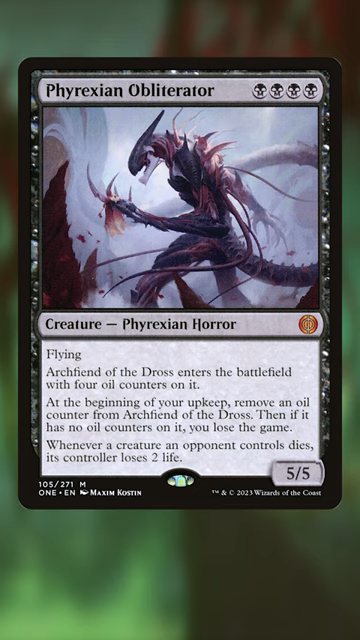 Phyrexian Obliterator
Creature — Phyrexian Horror
Flying
Archfiend of the Dross enters the battlefield
with four oil counters on it.
At the beginning of your upkeep, remove an oil
counter from Archfiend of the Dross. Then if it
has no oil counters on it, you lose the game.
Whenever a creature an opponent controls dies,
its controller loses 2 life.
5/5
105/271 M
ONE • EN Maxim Kostin
™ & © 2023 Wizards of the Coast